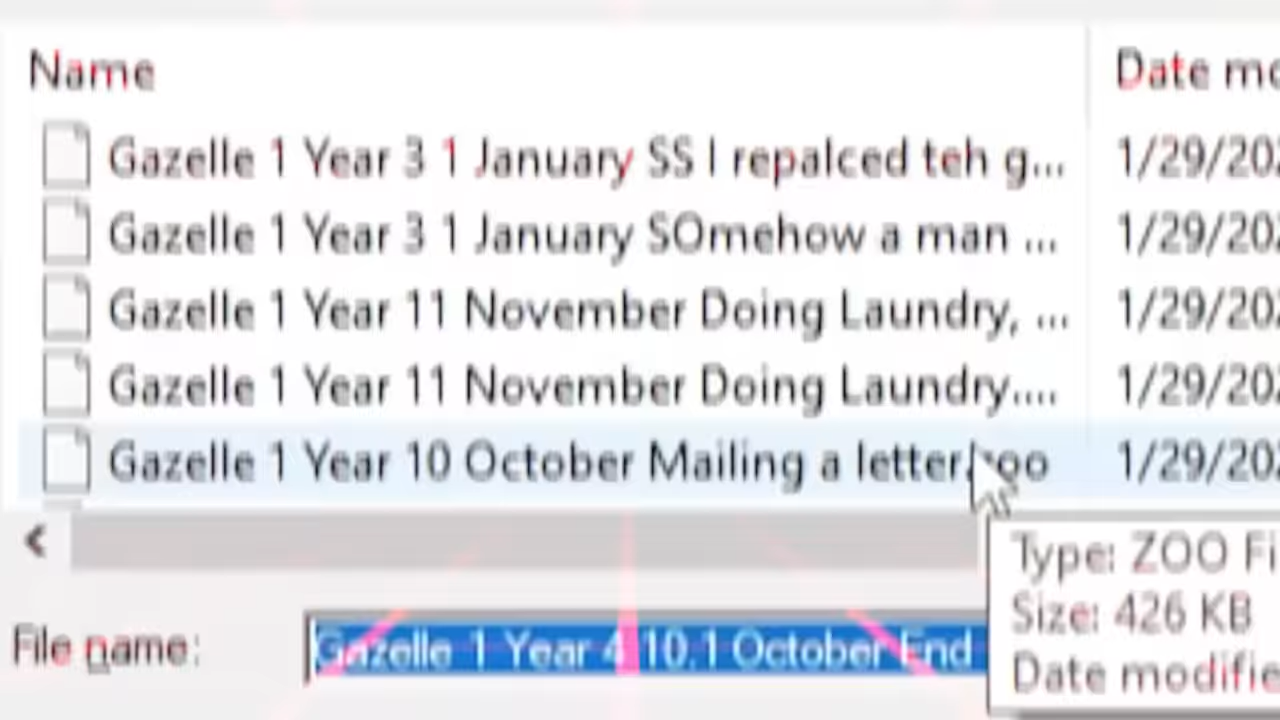 Name Date mo
Gazelle 1 Year 3 1 January SS I repalced teh g... 1/29/202
Gazelle 1 Year 3 1 January SOmehow a man ... 1/29/202
Gazelle 1 Year 11 November Doing Laundry, ... 1/29/202
Gazelle 1 Year 11 November Doing Laundry.... 1/29/202
Gazelle 1 Year 10 October Mailing a letter.zoo 1/29/202
Type: ZOO Fi
Size: 426 KB
Date modifie
File name: Gazelle 1 Year 4 10.1 October End